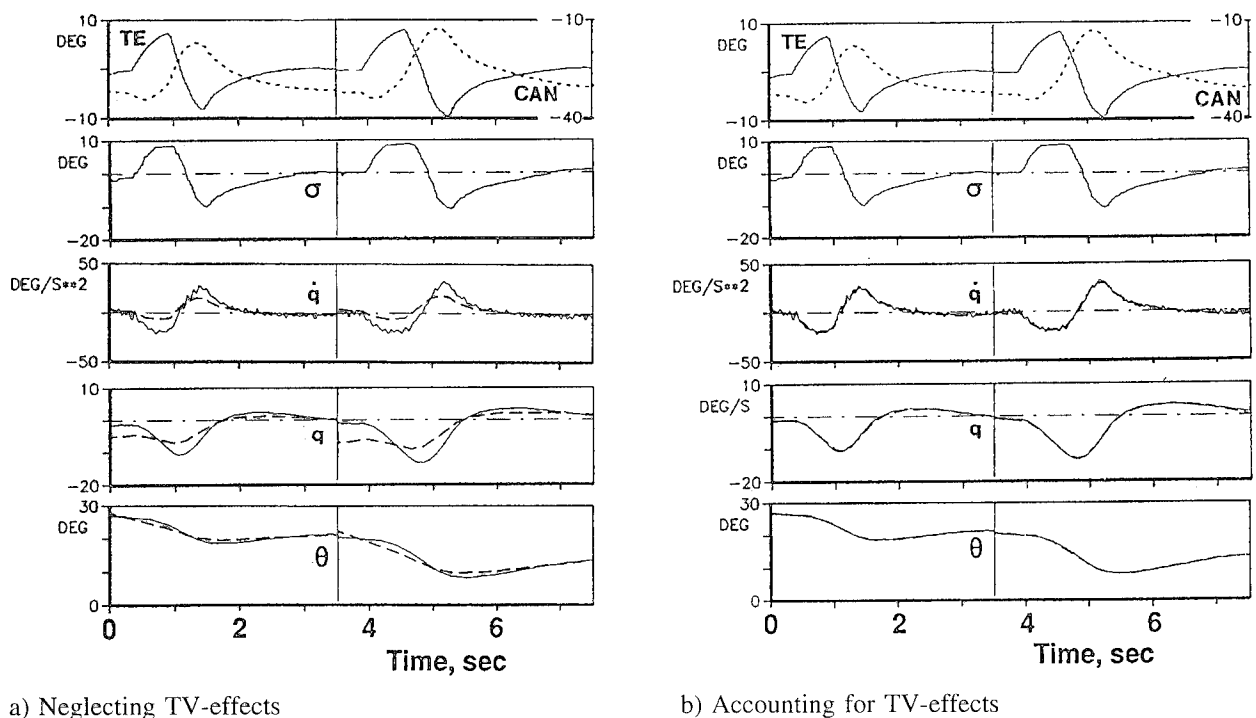 10
DEG
TE
CAN
-10
-10
-40
10
DEG
σ
-20
50
DEG/S**2
q̇
-50
10
q
-20
30
DEG
θ
0
0 2 4 6
Time, sec
a) Neglecting TV-effects
10
DEG
TE
CAN
-10
-10
-40
10
DEG
σ
-20
50
DEG/S**2
q̇
-50
10
DEG/S
q
-20
30
DEG
θ
0
0 2 4 6
Time, sec
b) Accounting for TV-effects